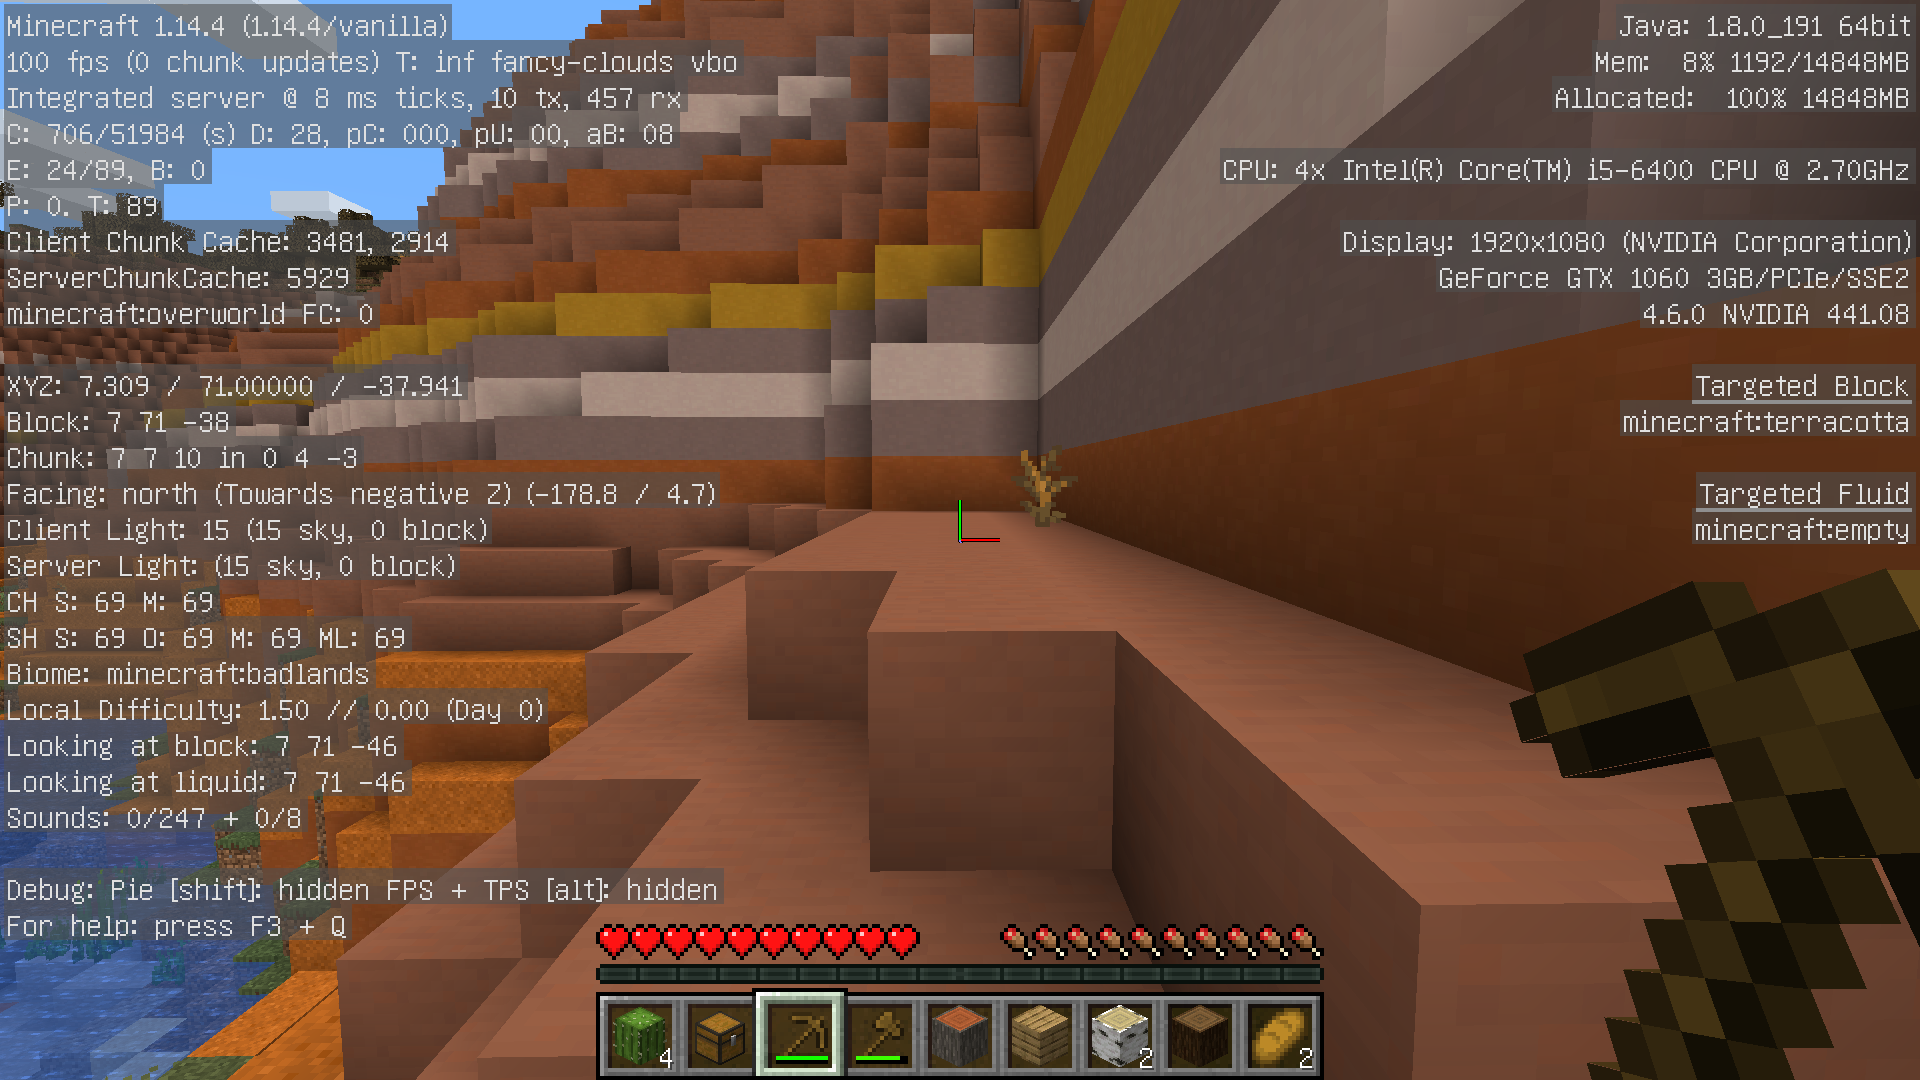 Minecraft 1.14.4 (1.14.4/vanilla)
100 fps (0 chunk updates) T: inf fancy-clouds vbo
Integrated server @ 8 ms ticks, 10 tx, 457 rx
C: 706/51984 (s) D: 28, pC: 000, pU: 00, aB: 08
E: 24/89, B: 0
P: 0. T: 89
Client Chunk Cache: 3481, 2914
ServerChunkCache: 5929
minecraft:overworld FC: 0
XYZ: 7.309 / 71.00000 / -37.941
Block: 7 71 -38
Chunk: 7 7 10 in 0 4 -3
Facing: north (Towards negative Z) (-178.8 / 4.7)
Client Light: 15 (15 sky, 0 block)
Server Light: (15 sky, 0 block)
CH S: 69 M: 69
SH S: 69 O: 69 M: 69 ML: 69
Biome: minecraft:badlands
Local Difficulty: 1.50 // 0.00 (Day 0)
Looking at block: 7 71 -46
Looking at liquid: 7 71 -46
Sounds: 0/247 + 0/8
Debug: Pie [shift]: hidden FPS + TPS [alt]: hidden
For help: press F3 + Q
Java: 1.8.0_191 64bit
Mem: 8% 1192/14848MB
Allocated: 100% 14848MB
CPU: 4x Intel(R) Core(TM) i5-6400 CPU @ 2.70GHz
Display: 1920x1080 (NVIDIA Corporation)
GeForce GTX 1060 3GB/PCIe/SSE2
4.6.0 NVIDIA 441.08
Targeted Block
minecraft:terracotta
Targeted Fluid
minecraft:empty
4 2 2